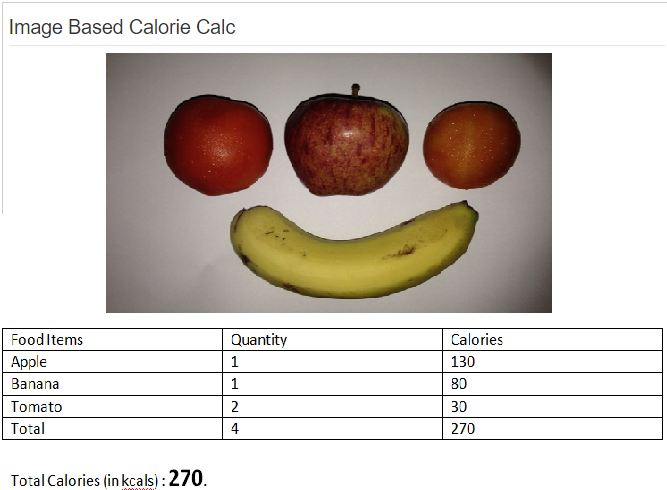 Image Based Calorie Calc
Food Items Quantity Calories
Apple 1 130
Banana 1 80
Tomato 2 30
Total 4 270
Total Calories (in kcals) : 270.